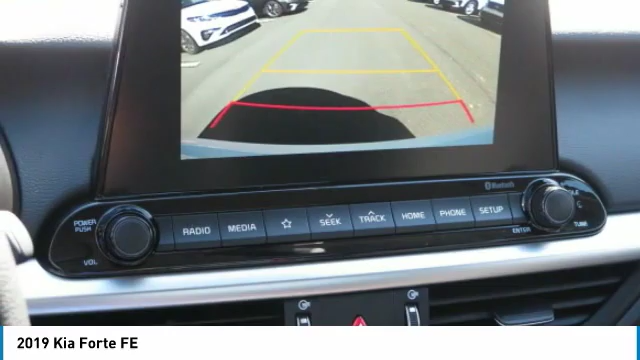 Bluetooth
POWER
PUSH
RADIO
MEDIA
SEEK
TRACK
HOME
PHONE
SETUP
VOL
ENTER
TUNE
2019 Kia Forte FE